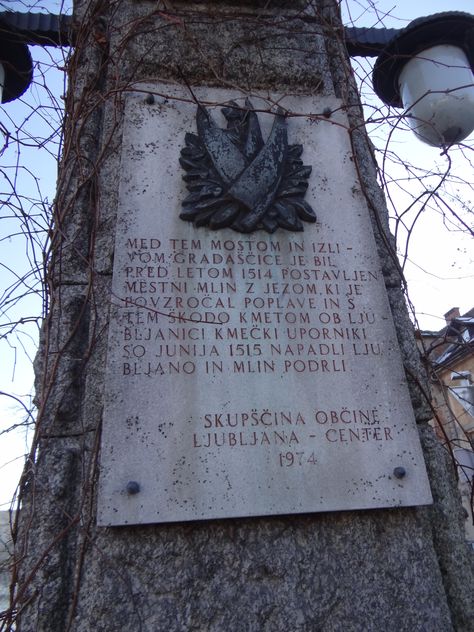 MED TEM MOSTOM IN IZLI-
VOM GRADAŠČICE JE BIL
PRED LETOM 1514 POSTAVLJEN
MESTNI MLIN Z JEZOM, KI JE
POVZROČAL POPLAVE IN S
TEM ŠKODO KMETOM OB LJU
BLJANICI KMEČKI UPORNIKI
SO JUNIJA 1515 NAPADLI LJU
BLJANO IN MLIN PODRLI
SKUPŠČINA OBČINE
LJUBLJANA - CENTER
1974